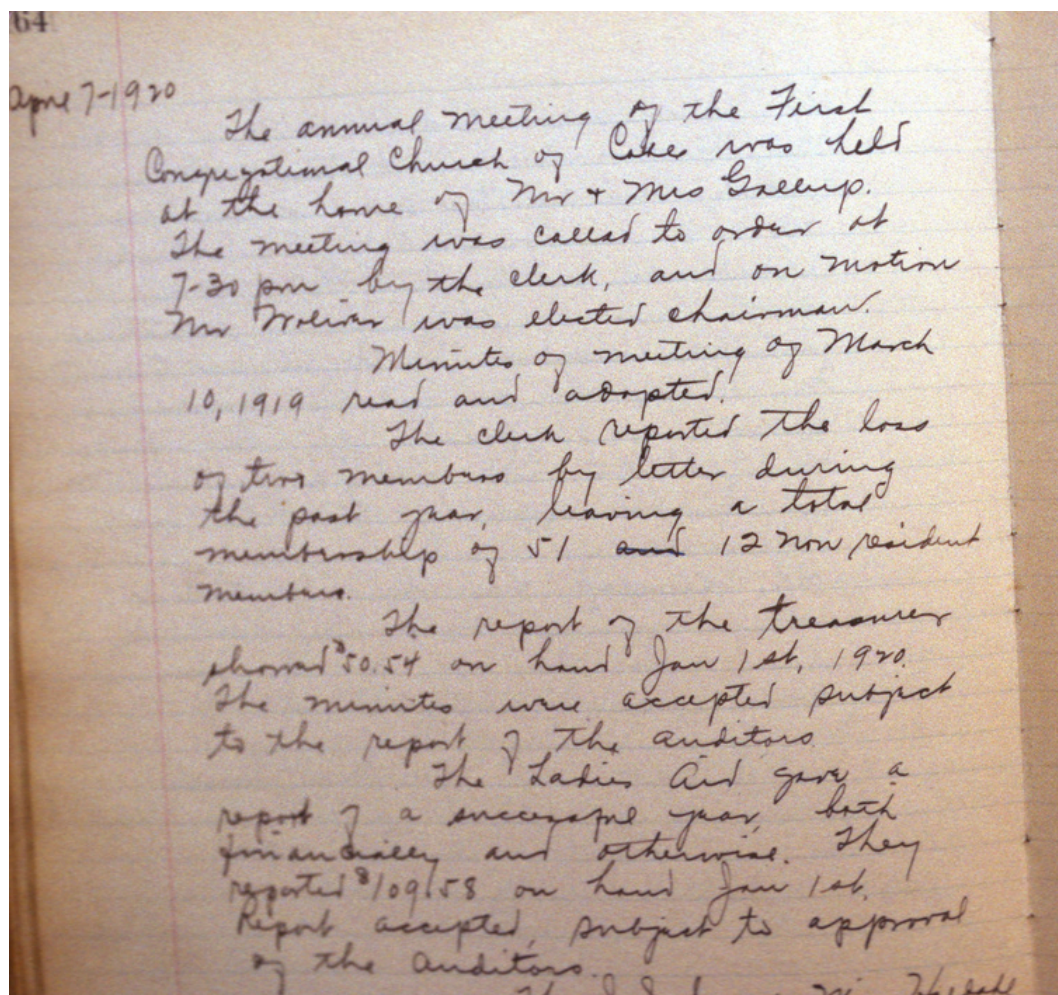 64
April 7-1920
The annual meeting of the First
Congregational Church of was held
at the home of Mr + Mrs Gallup.
The meeting was called to order at
7-30 pm by the clerk, and on motion
Mr was elected chairman.
Minutes of meeting of March
10, 1919 read and adopted.
The clerk reported the loss
of two members by letter during
the past year, leaving a total
membership of 51 and 12 non resident
members.
The report of the treasurer
showed $50.54 on hand Jan 1st, 1920.
The minutes were accepted subject
to the report of the auditors.
The Ladies Aid gave a
report of a successful year, both
financially and otherwise. They
reported $109.58 on hand Jan 1st.
Report accepted, subject to approval
of the auditors.